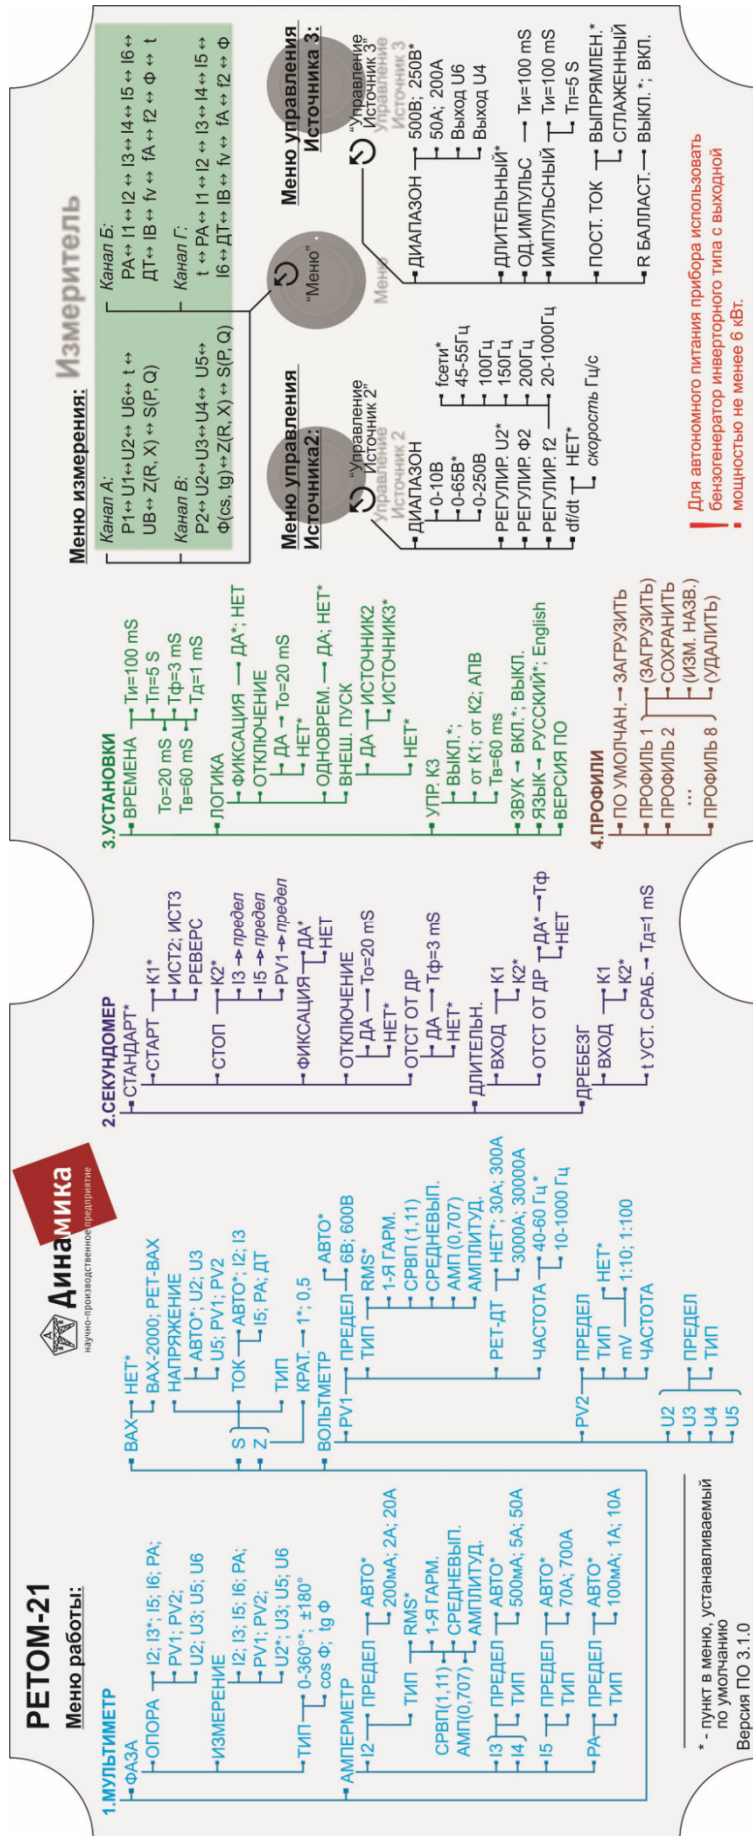 РЕТОМ-21
Меню работы:
Динамика
научно-производственное предприятие
1.МУЛЬТИМЕТР
ФАЗА
ОПОРА
I2; I3*; I5; I6; PA;
PV1; PV2;
U2; U3; U5; U6
ИЗМЕРЕНИЕ
I2; I3; I5; I6; PA;
PV1; PV2;
U2*; U3; U5; U6
ТИП
0-360°*; ±180°
cos Ф; tg Ф
АМПЕРМЕТР
I2
ПРЕДЕЛ
АВТО*
200мА; 2А; 20А
ТИП
RMS*
1-Я ГАРМ.
СРВП(1,11)
СРЕДНЕВЫП.
АМП(0,707)
АМПЛИТУД.
I3
I4
ПРЕДЕЛ
АВТО*
500мА; 5А; 50А
ТИП
I5
ПРЕДЕЛ
АВТО*
70А; 700А
ТИП
PA
ПРЕДЕЛ
АВТО*
100мА; 1А; 10А
ТИП
* - пункт в меню, устанавливаемый
по умолчанию
Версия ПО 3.1.0
ВАХ
НЕТ*
ВАХ-2000; РЕТ-ВАХ
НАПРЯЖЕНИЕ
АВТО*; U2; U3
U5; PV1; PV2
S
Z
ТОК
АВТО*; I2; I3
I5; PA; ДТ
ТИП
КРАТ.
1*; 0,5
ВОЛЬТМЕТР
PV1
ПРЕДЕЛ
АВТО*
6В; 600В
ТИП
RMS*
1-Я ГАРМ.
СРВП (1,11)
СРЕДНЕВЫП.
АМП (0,707)
АМПЛИТУД.
РЕТ-ДТ
НЕТ*; 30А; 300А
3000А; 30000А
ЧАСТОТА
40-60 Гц*
10-1000 Гц
PV2
ПРЕДЕЛ
ТИП
mV
НЕТ*
1:10; 1:100
ЧАСТОТА
U2
U3
U4
U5
ПРЕДЕЛ
ТИП
2.СЕКУНДОМЕР
СТАНДАРТ*
СТАРТ
К1*
ИСТ2; ИСТ3
РЕВЕРС
СТОП
К2*
I3 предел
I5 предел
PV1 предел
ФИКСАЦИЯ
ДА*
НЕТ
ОТКЛЮЧЕНИЕ
ДА
То=20 mS
НЕТ*
ОТСТ ОТ ДР
ДА
Тф=3 mS
НЕТ*
ДЛИТЕЛЬН.
ВХОД
К1
К2*
ОТСТ ОТ ДР
ДА*
Тф
НЕТ
ДРЕБЕЗГ
ВХОД
К1
К2*
t УСТ. СРАБ.
Тд=1 mS
3.УСТАНОВКИ
ВРЕМЕНА
Ти=100 mS
Тп=5 S
То=20 mS
Тф=3 mS
Тв=60 mS
Тд=1 mS
ЛОГИКА
ФИКСАЦИЯ
ДА*; НЕТ
ОТКЛЮЧЕНИЕ
ДА
То=20 mS
НЕТ*
ОДНОВРЕМ.
ДА; НЕТ*
ВНЕШ. ПУСК
ДА
ИСТОЧНИК2
ИСТОЧНИК3*
НЕТ*
УПР. КЗ
ВЫКЛ.*;
от К1; от К2; АПВ
Тв=60 ms
ЗВУК
ВКЛ.*; ВЫКЛ.
ЯЗЫК
РУССКИЙ*; English
ВЕРСИЯ ПО
4.ПРОФИЛИ
ПО УМОЛЧАН.
ЗАГРУЗИТЬ
ПРОФИЛЬ 1
ПРОФИЛЬ 2
...
ПРОФИЛЬ 8
(ЗАГРУЗИТЬ)
СОХРАНИТЬ
(ИЗМ. НАЗВ.)
(УДАЛИТЬ)
Меню измерения:
Измеритель
Канал А:
P1↔U1↔U2↔ U6↔ t ↔
UB↔ Z(R, X) ↔ S(P, Q)
Канал В:
P2↔ U2↔U3↔U4↔ U5↔
Ф(cs, tg)↔Z(R, X) ↔ S(P, Q)
Канал Б:
PA↔ I1↔ I2↔ I3↔ I4↔ I5↔ I6↔
ДТ↔ IB↔ fv↔ fA↔ f2 ↔ Ф↔ t
Канал Г:
t ↔ PA↔ I1↔ I2 ↔ I3↔ I4↔ I5↔
I6 ↔ДТ↔ IB↔ fv↔ fA↔ f2↔ Ф
"Меню"
Меню
Меню управления
Источника2:
"Управление
Источник 2"
Управление
Источник 2
ДИАПАЗОН
0-10В
0-65В*
0-250В
РЕГУЛИР. U2*
РЕГУЛИР. Ф2
РЕГУЛИР. f2
fсети*
45-55Гц
100Гц
150Гц
200Гц
20-1000Гц
df/dt
НЕТ*
скорость Гц/с
Меню управления
Источника 3:
"Управление
Источник 3"
Управление
Источник 3
ДИАПАЗОН
500В; 250В*
50А; 200А
Выход U6
Выход U4
ДЛИТЕЛЬНЫЙ*
ОД.ИМПУЛЬС
Ти=100 mS
ИМПУЛЬСНЫЙ
Ти=100 mS
Тп=5 S
ПОСТ. ТОК
ВЫПРЯМЛЕН.*
СГЛАЖЕННЫЙ
R БАЛЛАСТ.
ВЫКЛ. *; ВКЛ.
! Для автономного питания прибора использовать
бензогенератор инверторного типа с выходной
мощностью не менее 6 кВт.